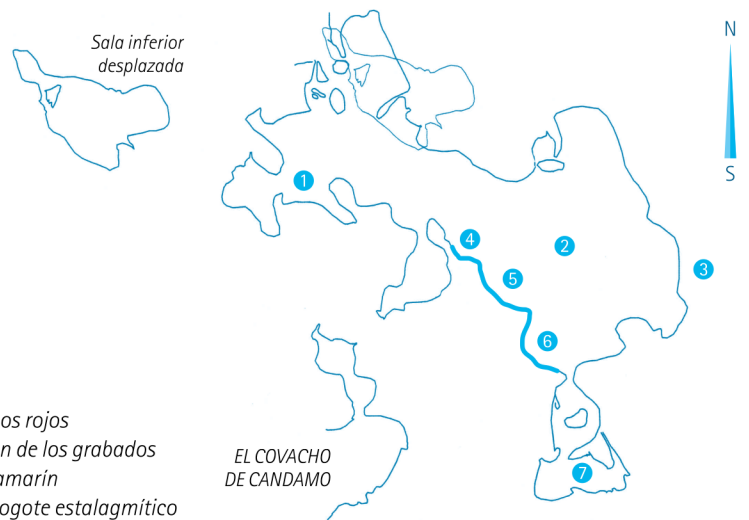 Sala inferior
desplazada
N
S
1
2
3
4
5
6
7
os rojos
n de los grabados
amarín
ogote estalagmítico
EL COVACHO
DE CANDAMO